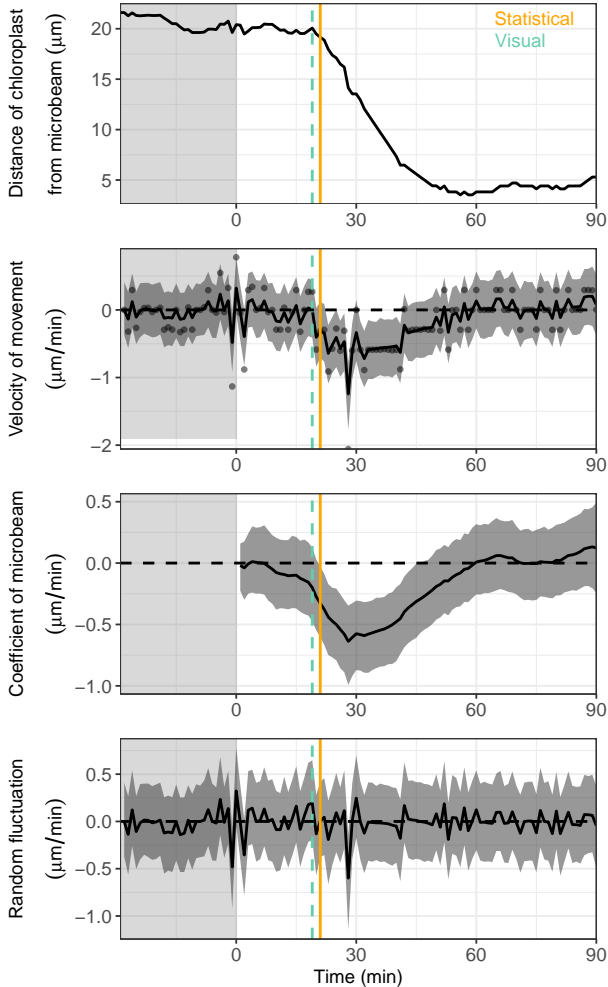 Distance of chloroplast
from microbeam (μm)
20
15
10
5
Statistical
Visual
0
30
60
90
Velocity of movement
(μm/min)
0
−1
−2
0
30
60
90
Coefficient of microbeam
(μm/min)
0.5
0.0
−0.5
−1.0
0
30
60
90
Random fluctuation
(μm/min)
0.5
0.0
−0.5
−1.0
0
30
60
90
Time (min)